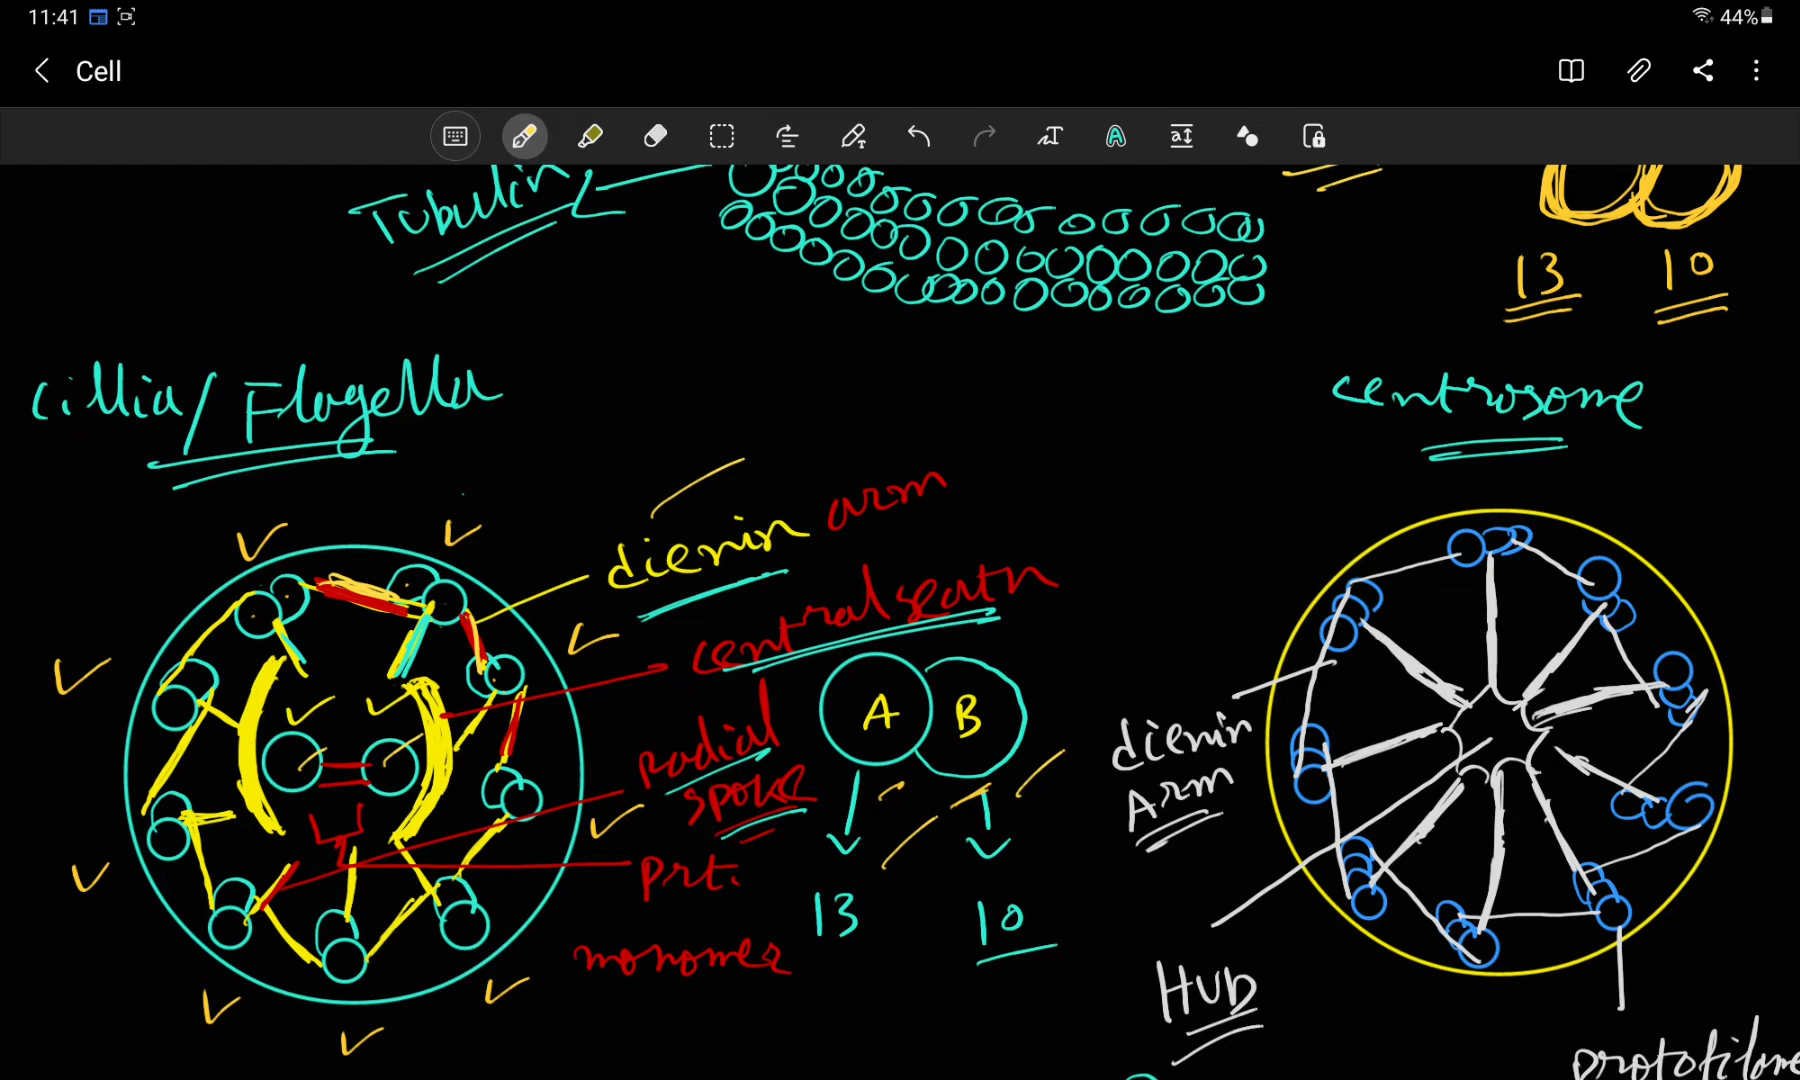 11:41
44%
Cell
Tubulin
13 10
Cillia/Flagella
Centrosome
dienin arm
central seath
A B
radial
spoke
prt.
monomer
13 10
dienin
Arm
HUb
protofilame